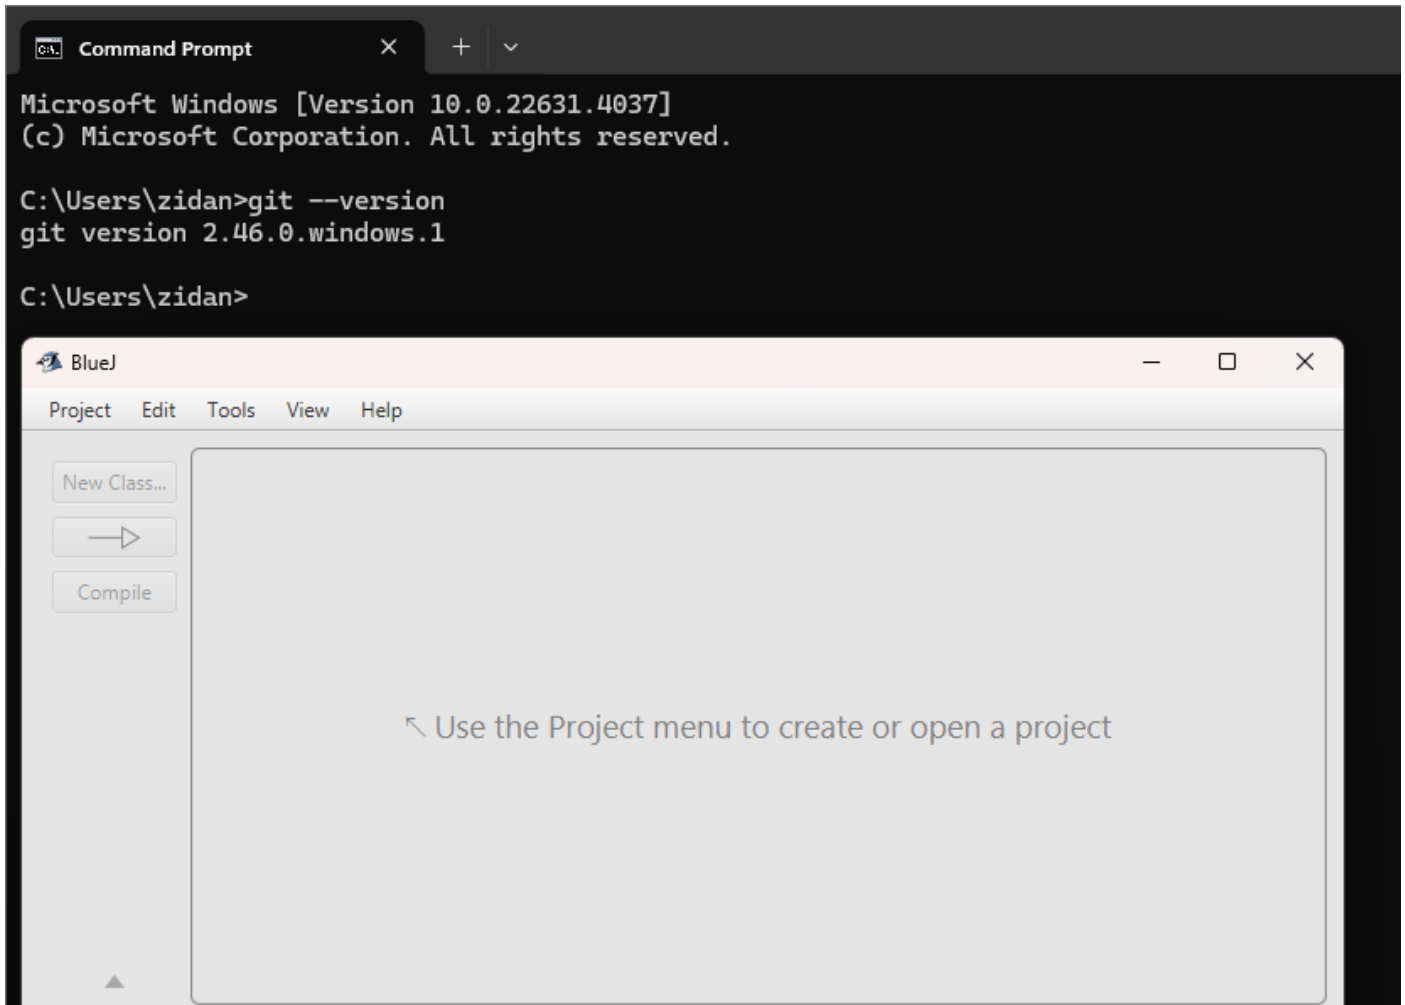 Command Prompt
Microsoft Windows [Version 10.0.22631.4037]
(c) Microsoft Corporation. All rights reserved.
C:\Users\zidan>git --version
git version 2.46.0.windows.1
C:\Users\zidan>
BlueJ
Project Edit Tools View Help
New Class...
Compile
Use the Project menu to create or open a project